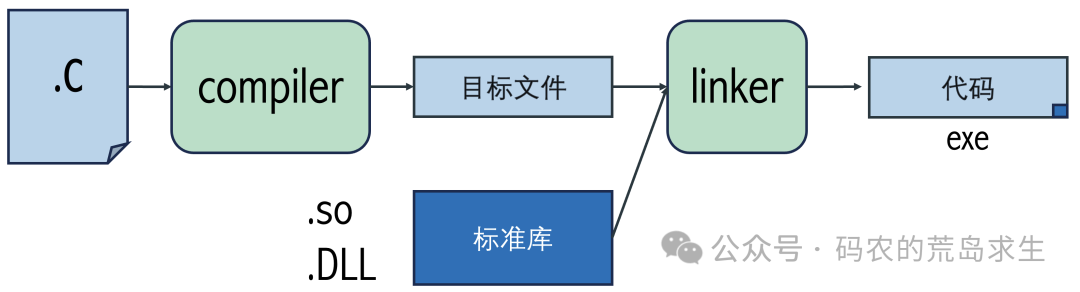 .c
compiler
目标文件
linker
代码
exe
.so
.DLL
标准库
公众号 · 码农的荒岛求生